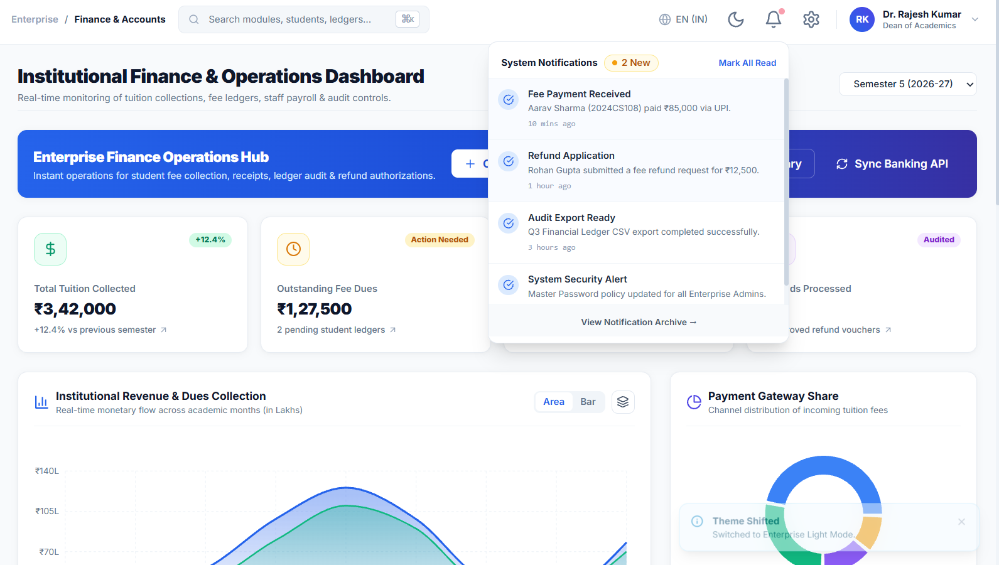 Enterprise / Finance & Accounts
Search modules, students, ledgers...
⌘K
EN (IN)
RK
Dr. Rajesh Kumar
Dean of Academics
Institutional Finance & Operations Dashboard
Real-time monitoring of tuition collections, fee ledgers, staff payroll & audit controls.
Semester 5 (2026-27)
System Notifications
2 New
Mark All Read
Fee Payment Received
Aarav Sharma (2024CS108) paid ₹85,000 via UPI.
10 mins ago
Refund Application
Rohan Gupta submitted a fee refund request for ₹12,500.
1 hour ago
Audit Export Ready
Q3 Financial Ledger CSV export completed successfully.
3 hours ago
System Security Alert
Master Password policy updated for all Enterprise Admins.
View Notification Archive →
Enterprise Finance Operations Hub
Instant operations for student fee collection, receipts, ledger audit & refund authorizations.
Sync Banking API
+12.4%
Total Tuition Collected
₹3,42,000
+12.4% vs previous semester
Action Needed
Outstanding Fee Dues
₹1,27,500
2 pending student ledgers
Audited
Processed
refund vouchers
Institutional Revenue & Dues Collection
Real-time monetary flow across academic months (in Lakhs)
Area
Bar
₹140L
₹105L
₹70L
Payment Gateway Share
Channel distribution of incoming tuition fees
Theme Shifted
Switched to Enterprise Light Mode.